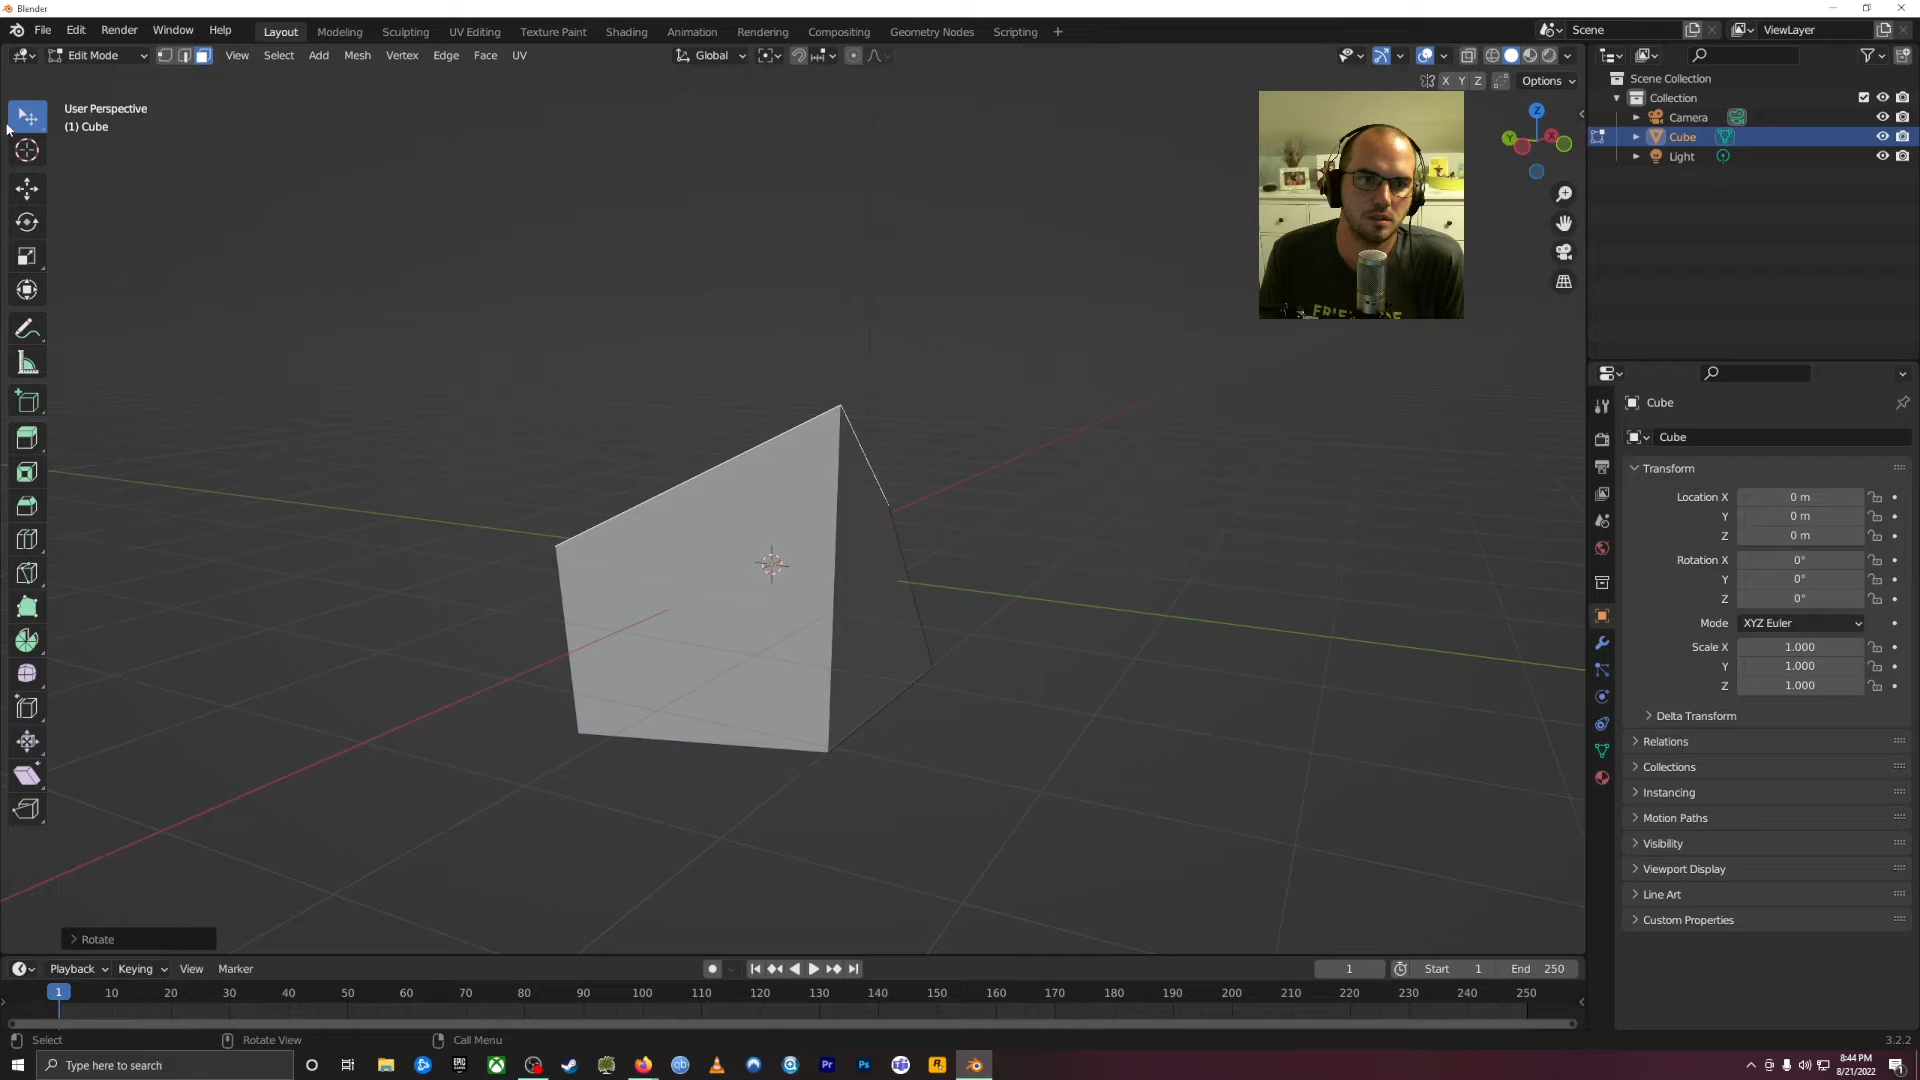 Blender
File Edit Render Window Help Layout Modeling Sculpting UV Editing Texture Paint Shading Animation Rendering Compositing Geometry Nodes Scripting + Scene ViewLayer
Edit Mode View Select Add Mesh Vertex Edge Face UV Global
X Y Z Options
User Perspective
(1) Cube
Z
Y X
Scene Collection
Collection
Camera
Cube
Light
Cube
Cube
Transform
Location X 0 m
Y 0 m
Z 0 m
Rotation X 0°
Y 0°
Z 0°
Mode XYZ Euler
Scale X 1.000
Y 1.000
Z 1.000
Delta Transform
Relations
Collections
Instancing
Motion Paths
Visibility
Viewport Display
Line Art
Custom Properties
Rotate
Playback Keying View Marker 1 Start 1 End 250
1 10 20 30 40 50 60 70 80 90 100 110 120 130 140 150 160 170 180 190 200 210 220 230 240 250
Select Rotate View Call Menu 3.2.2
Type here to search
EPIC GAMES qb Pr Ps R
8:44 PM
8/21/2022
1